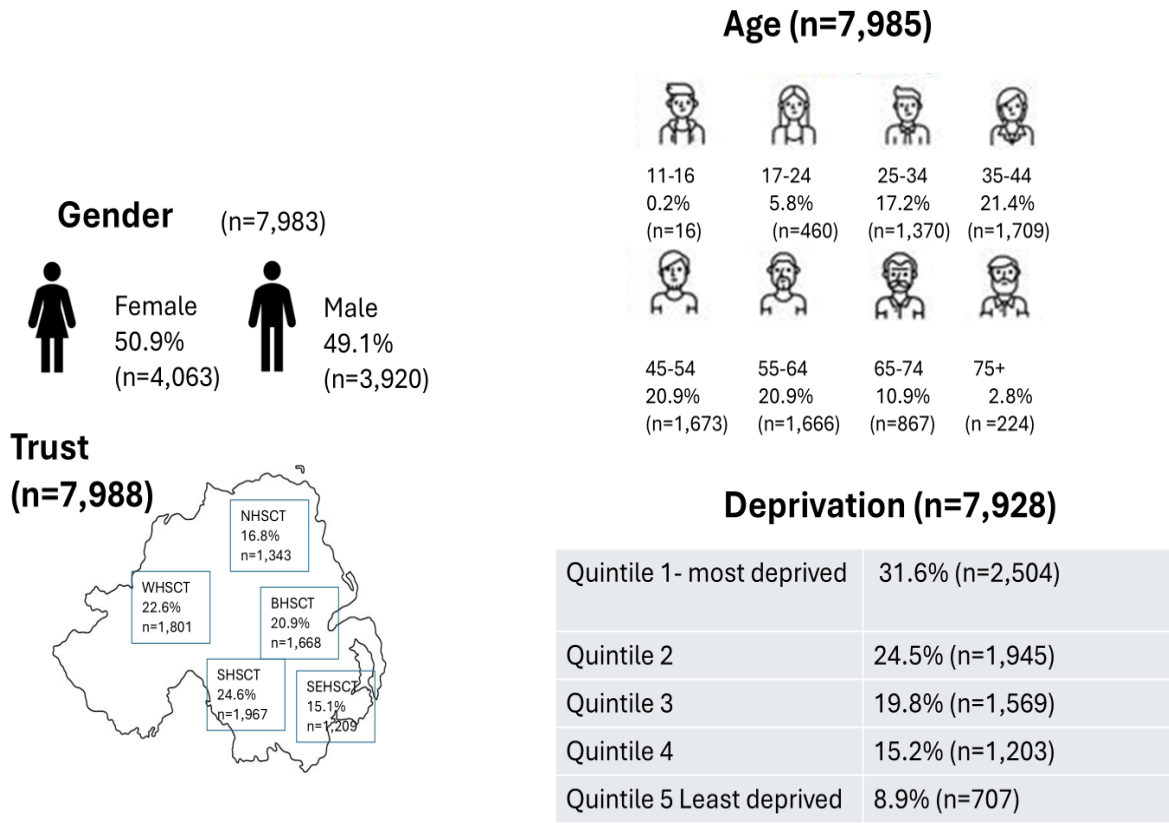 Age (n=7,985)
11-16 17-24 25-34 35-44
0.2% 5.8% 17.2% 21.4%
(n=16) (n=460) (n=1,370) (n=1,709)
45-54 55-64 65-74 75+
20.9% 20.9% 10.9% 2.8%
(n=1,673) (n=1,666) (n=867) (n =224)
Gender (n=7,983)
Female
50.9%
(n=4,063)
Male
49.1%
(n=3,920)
Trust
(n=7,988)
NHSCT
16.8%
n=1,343
WHSCT
22.6%
n=1,801
BHSCT
20.9%
n=1,668
SHSCT
24.6%
n=1,967
SEHSCT
15.1%
n=1,209
Deprivation (n=7,928)
Quintile 1- most deprived 31.6% (n=2,504)
Quintile 2 24.5% (n=1,945)
Quintile 3 19.8% (n=1,569)
Quintile 4 15.2% (n=1,203)
Quintile 5 Least deprived 8.9% (n=707)